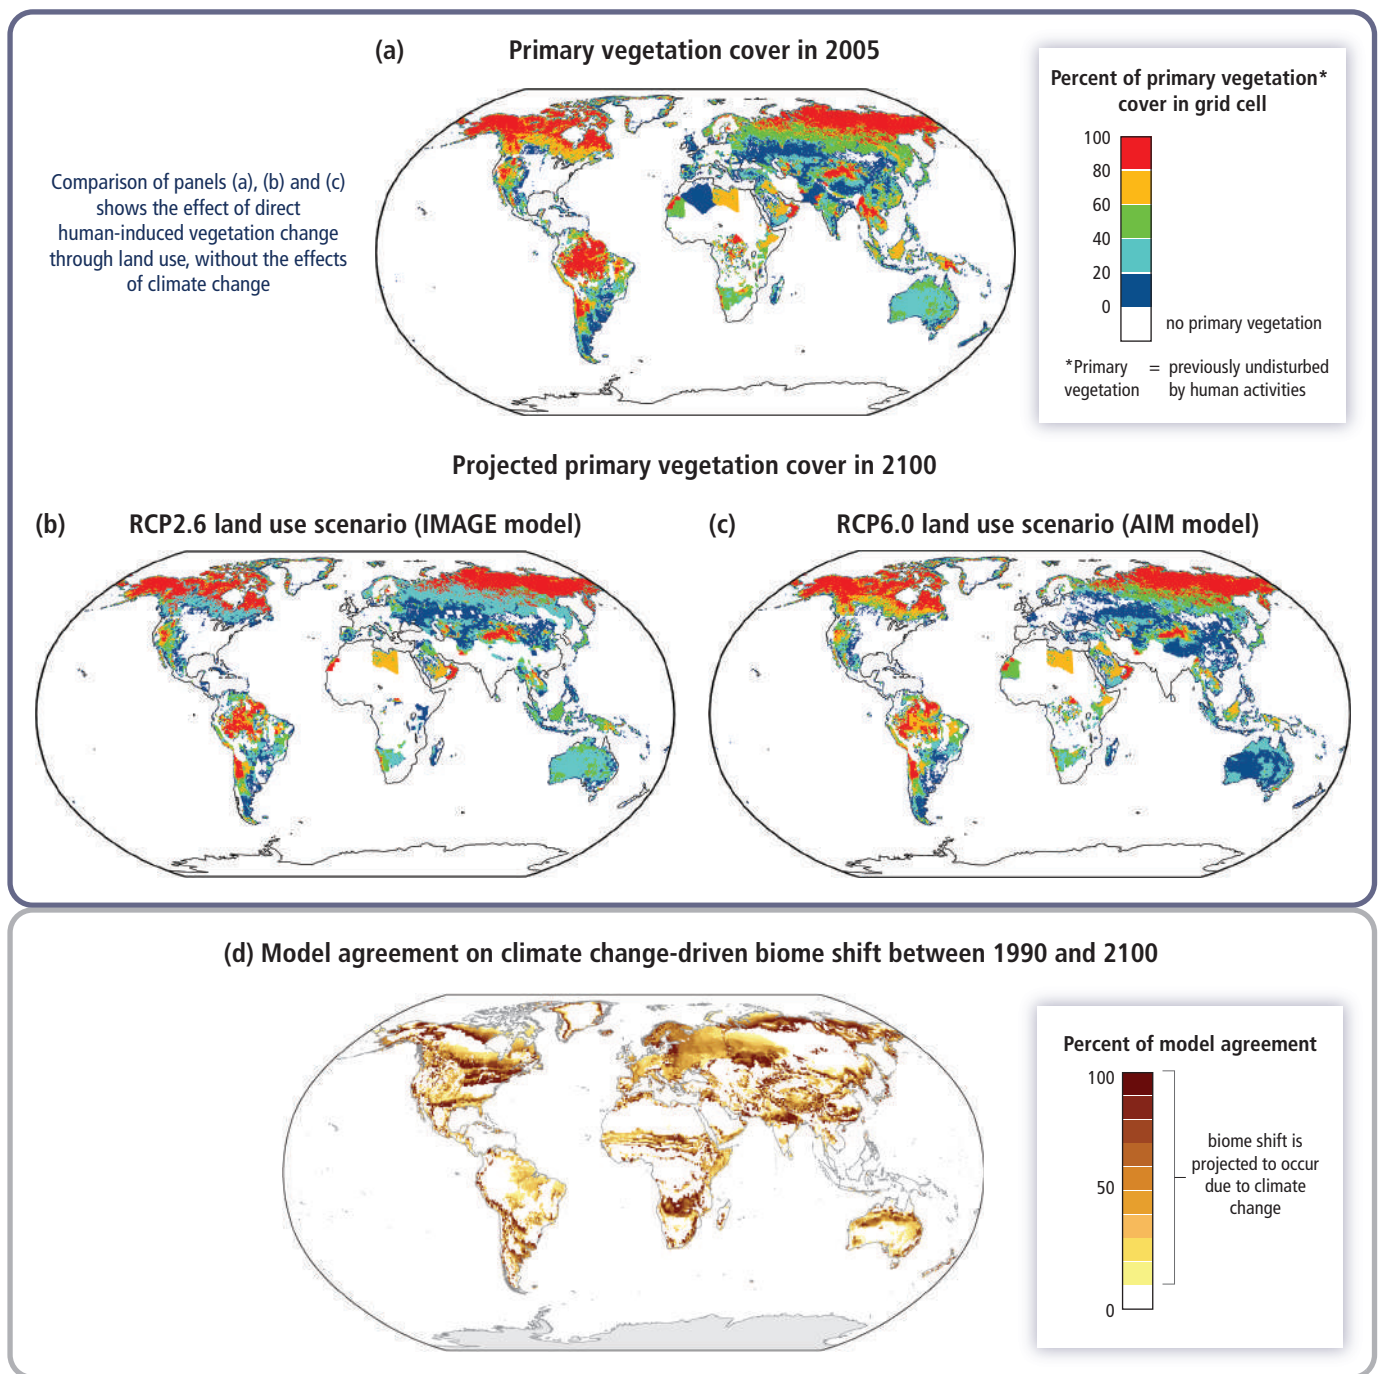 (a) Primary vegetation cover in 2005
Comparison of panels (a), (b) and (c)
shows the effect of direct
human-induced vegetation change
through land use, without the effects
of climate change
Percent of primary vegetation*
cover in grid cell
100
80
60
40
20
0
no primary vegetation
*Primary = previously undisturbed
vegetation by human activities
Projected primary vegetation cover in 2100
(b) RCP2.6 land use scenario (IMAGE model)
(c) RCP6.0 land use scenario (AIM model)
(d) Model agreement on climate change-driven biome shift between 1990 and 2100
Percent of model agreement
100
50
0
biome shift is
projected to occur
due to climate
change